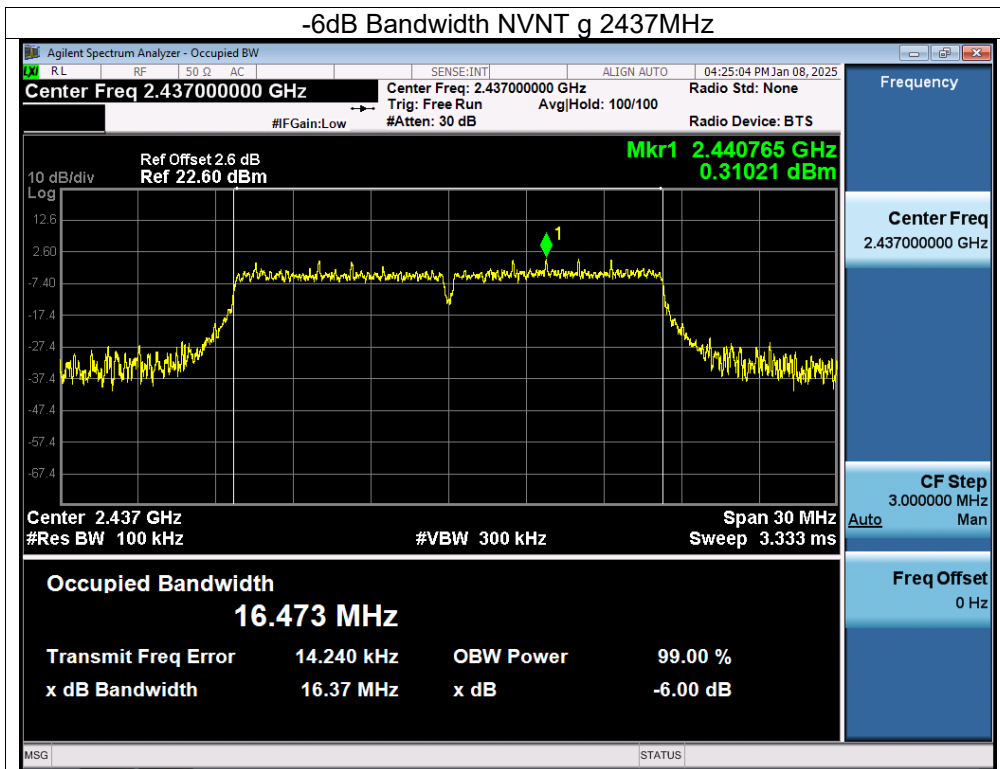 -6dB Bandwidth NVNT g 2437MHz
Agilent Spectrum Analyzer - Occupied BW
LXI RL RF 50 Ω AC SENSE:INT ALIGN AUTO 04:25:04 PM Jan 08, 2025
Center Freq 2.437000000 GHz
Center Freq: 2.437000000 GHz Radio Std: None
Trig: Free Run Avg|Hold: 100/100
#IFGain:Low #Atten: 30 dB Radio Device: BTS
Frequency
Mkr1 2.440765 GHz
0.31021 dBm
Ref Offset 2.6 dB
10 dB/div Ref 22.60 dBm
Log
12.6
2.60
-7.40
-17.4
-27.4
-37.4
-47.4
-57.4
-67.4
1
Center 2.437 GHz Span 30 MHz
#Res BW 100 kHz #VBW 300 kHz Sweep 3.333 ms
Center Freq
2.437000000 GHz
CF Step
3.000000 MHz
Auto Man
Freq Offset
0 Hz
Occupied Bandwidth
16.473 MHz
Transmit Freq Error 14.240 kHz OBW Power 99.00 %
x dB Bandwidth 16.37 MHz x dB -6.00 dB
MSG STATUS